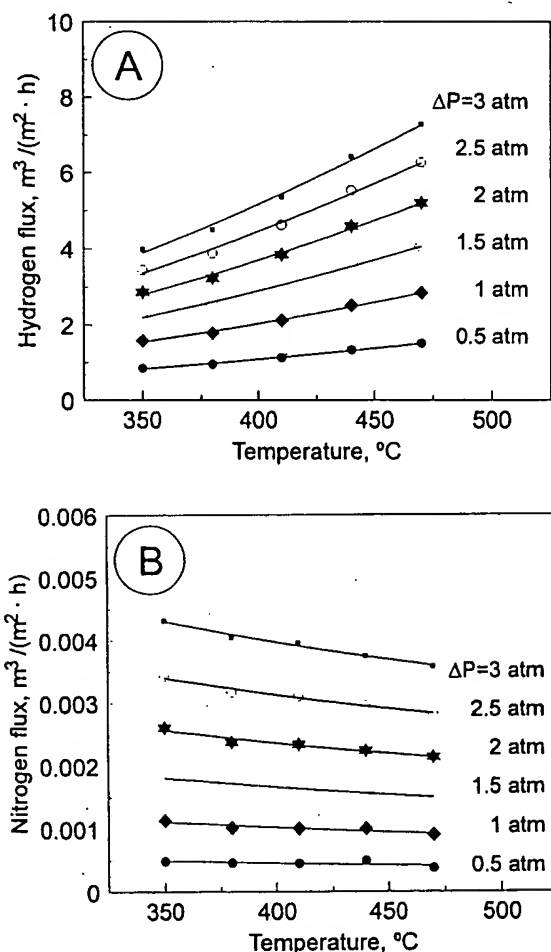 A
Hydrogen flux, m³/(m²·h)
10
8
6
4
2
0
ΔP=3 atm
2.5 atm
2 atm
1.5 atm
1 atm
0.5 atm
350 400 450 500
Temperature, ºC
B
Nitrogen flux, m³/(m²·h)
0.006
0.005
0.004
0.003
0.002
0.001
0
ΔP=3 atm
2.5 atm
2 atm
1.5 atm
1 atm
0.5 atm
350 400 450 500
Temperature, ºC